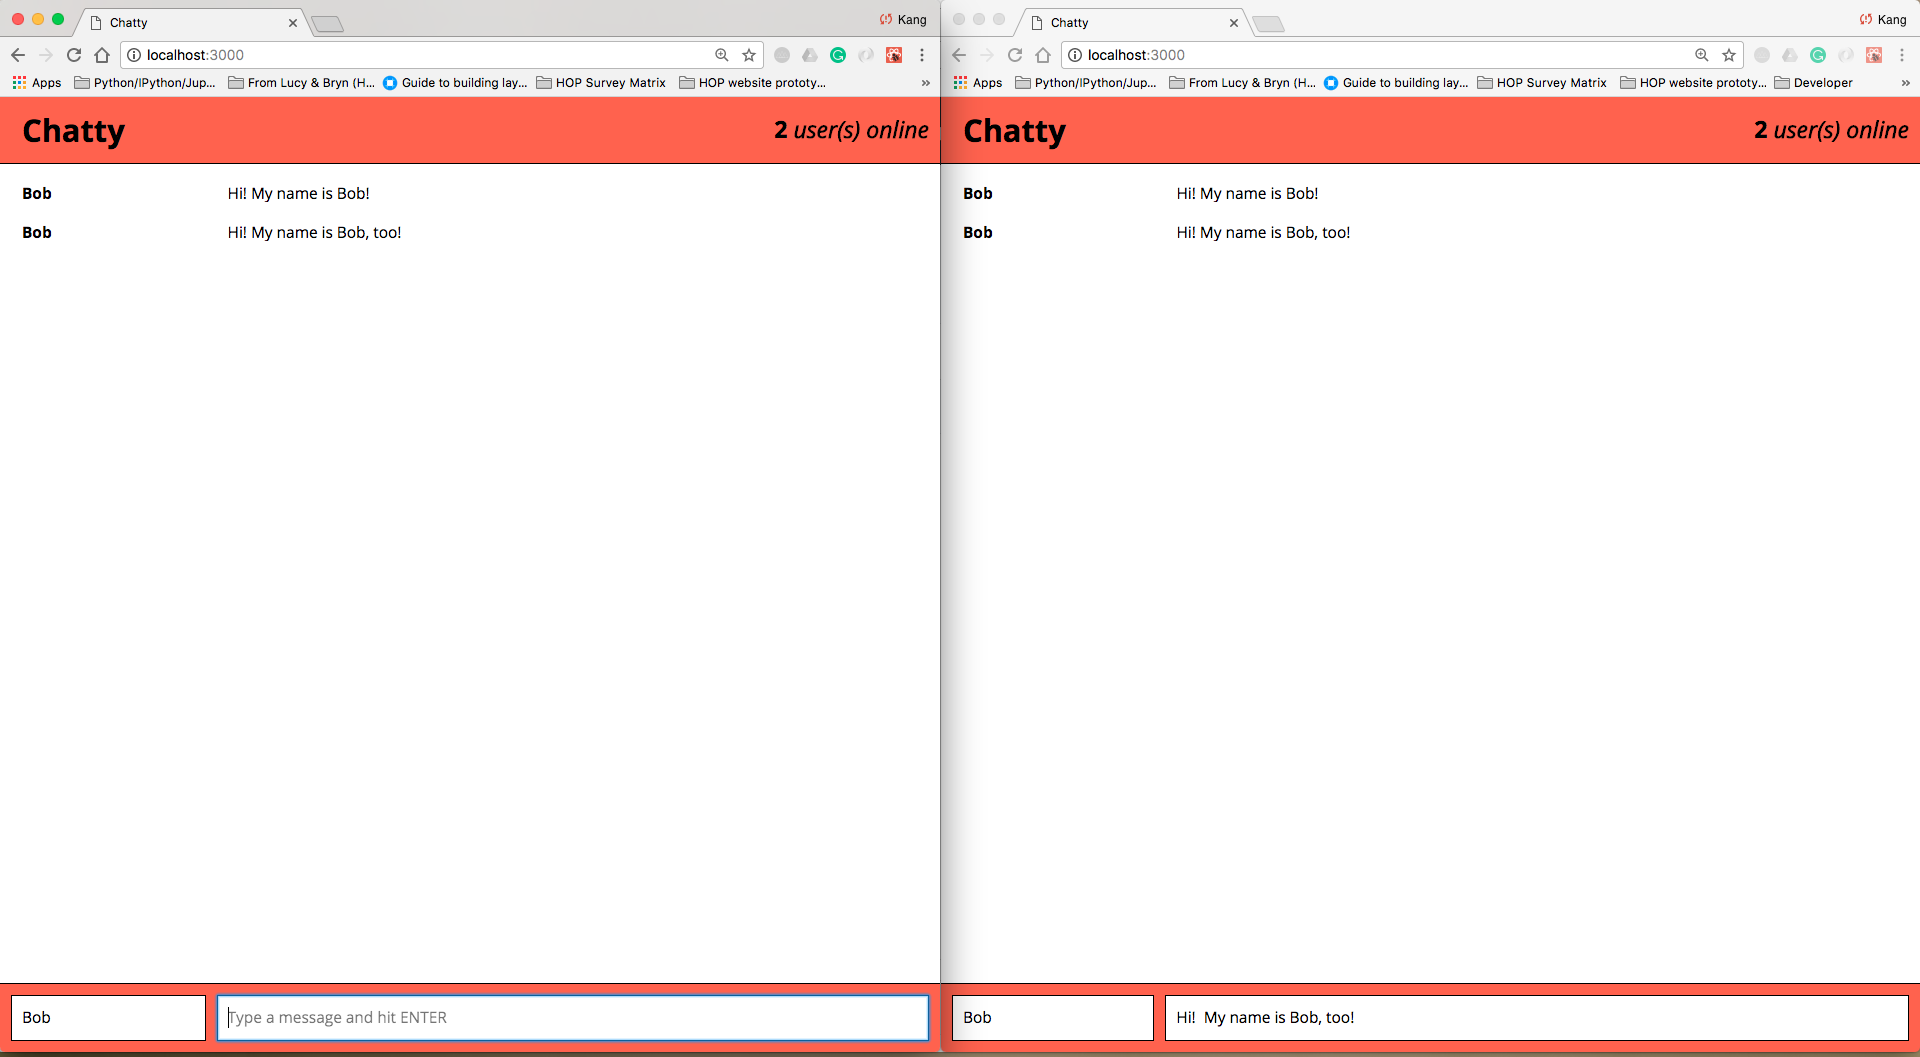 Chatty
Kang
localhost:3000
Apps Python/IPython/Jup... From Lucy & Bryn (H... Guide to building lay... HOP Survey Matrix HOP website prototy... »
Chatty
2 user(s) online
Bob Hi! My name is Bob!
Bob Hi! My name is Bob, too!
Bob
Type a message and hit ENTER
Chatty
Kang
localhost:3000
Apps Python/IPython/Jup... From Lucy & Bryn (H... Guide to building lay... HOP Survey Matrix HOP website prototy... Developer »
Chatty
2 user(s) online
Bob Hi! My name is Bob!
Bob Hi! My name is Bob, too!
Bob
Hi!  My name is Bob, too!